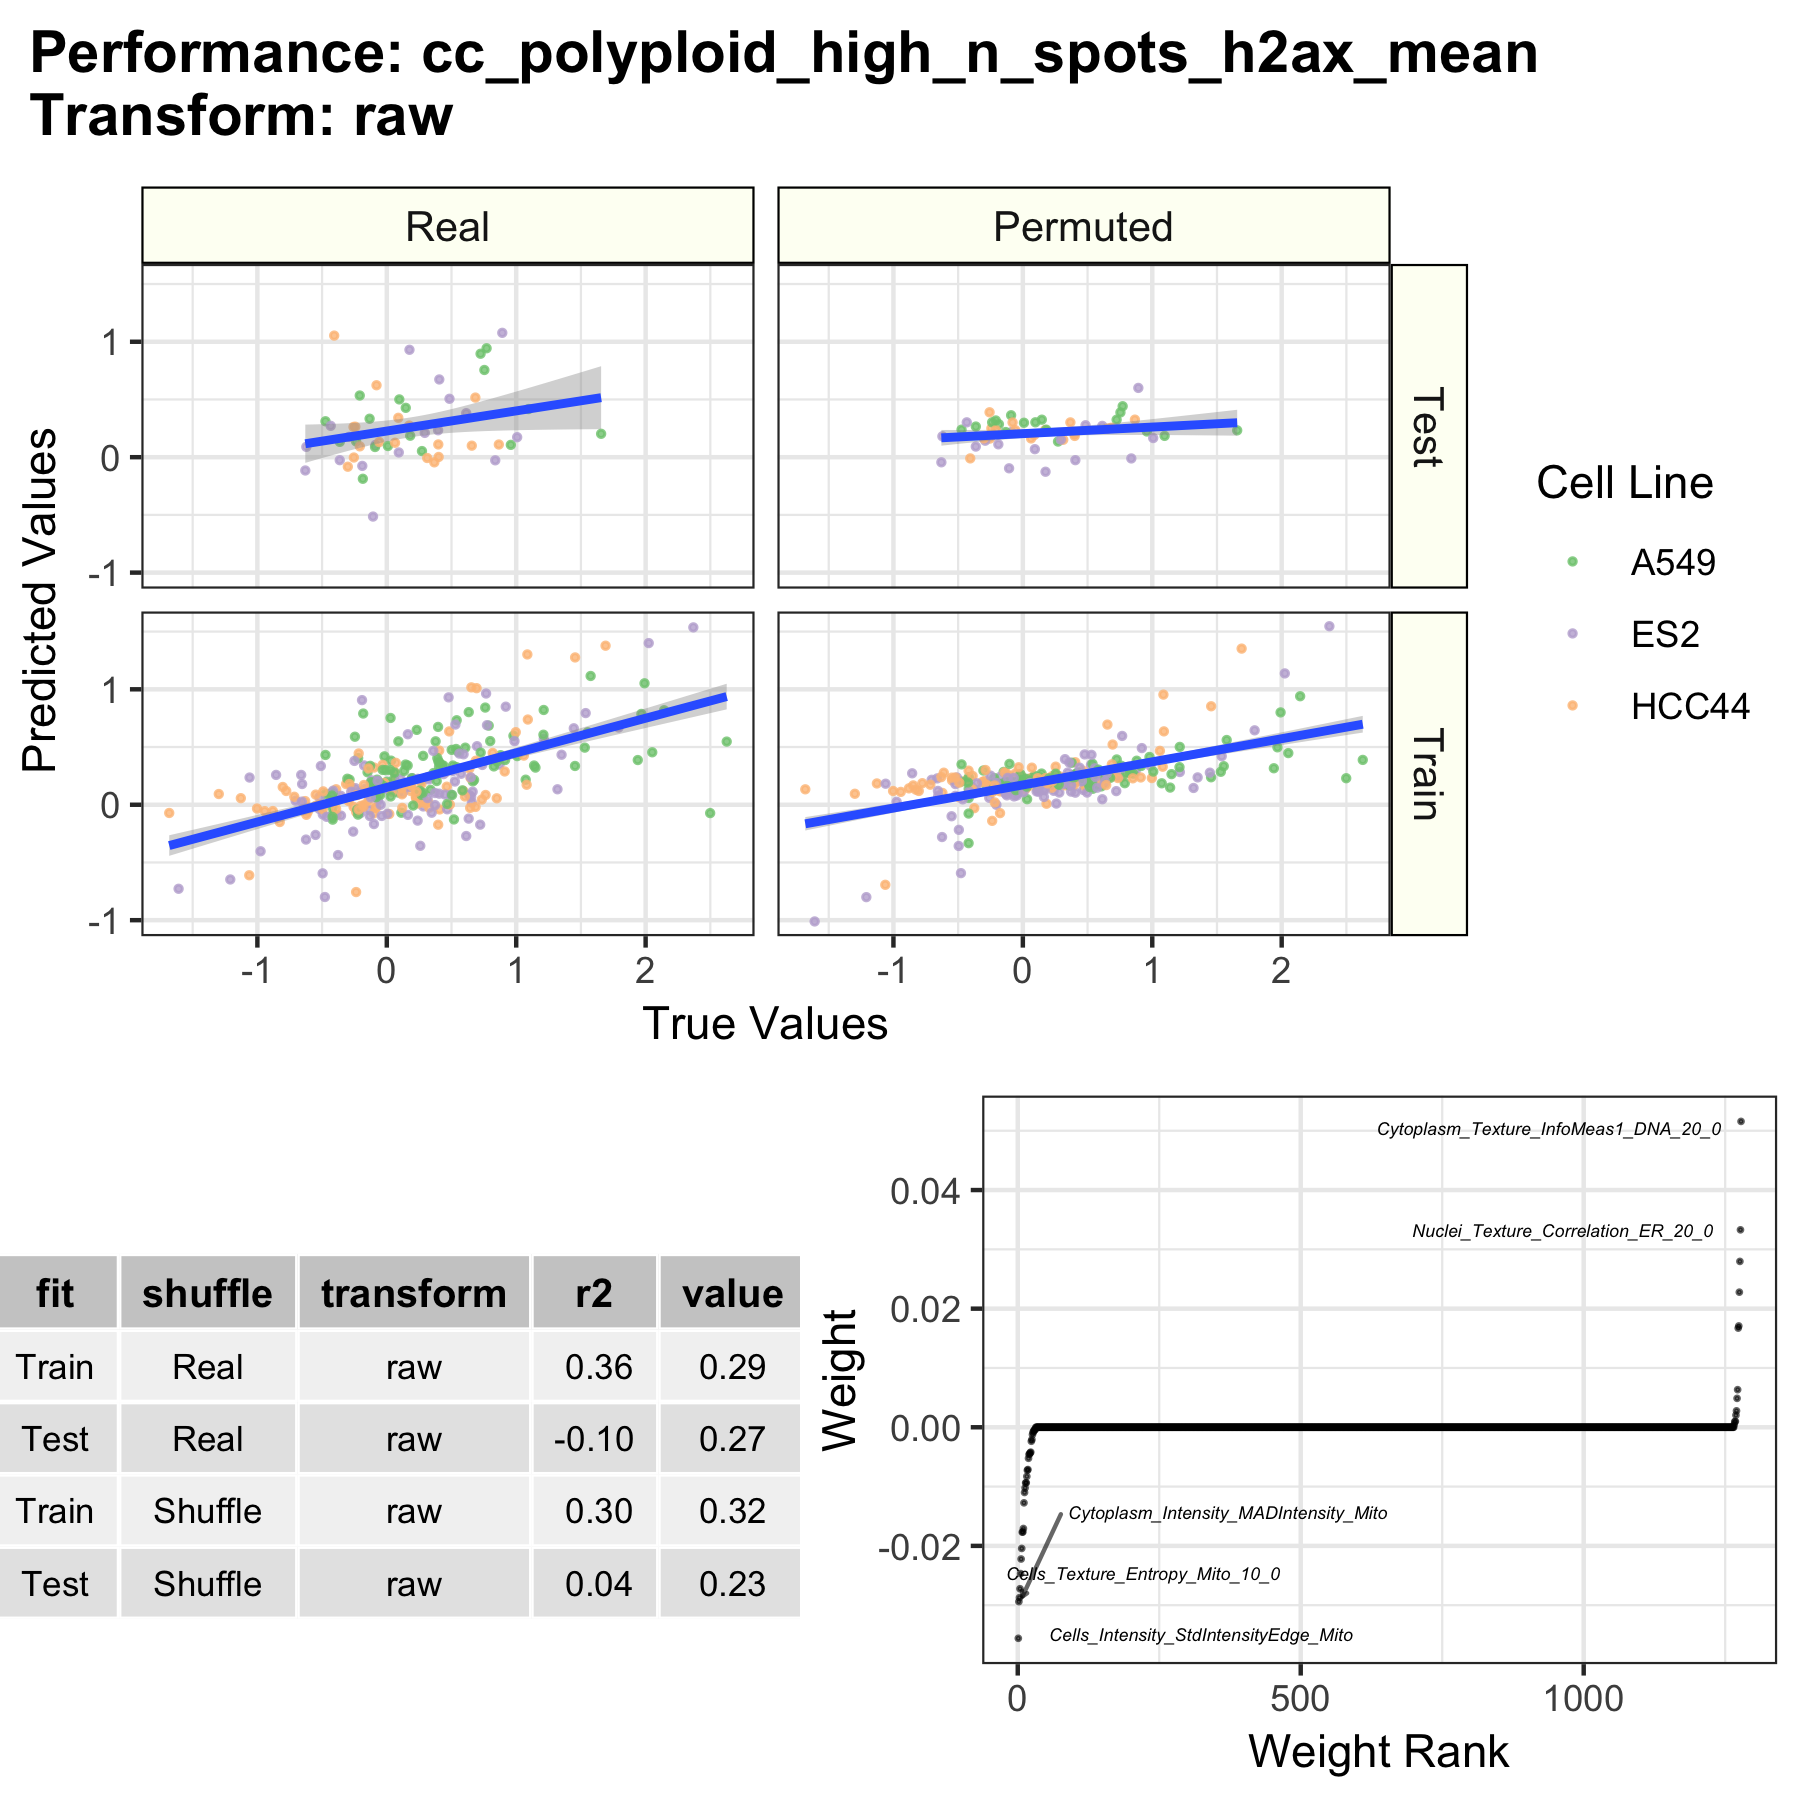 Performance: cc_polyploid_high_n_spots_h2ax_mean
Transform: raw
Real
Permuted
Test
Train
Predicted Values
1
0
-1
1
0
-1
-1
0
1
2
-1
0
1
2
True Values
Cell Line
A549
ES2
HCC44
fit shuffle transform r2 value
Train Real raw 0.36 0.29
Test Real raw -0.10 0.27
Train Shuffle raw 0.30 0.32
Test Shuffle raw 0.04 0.23
Weight
0.04
0.02
0.00
-0.02
Cytoplasm_Texture_InfoMeas1_DNA_20_0
Nuclei_Texture_Correlation_ER_20_0
Cytoplasm_Intensity_MADIntensity_Mito
Cells_Texture_Entropy_Mito_10_0
Cells_Intensity_StdIntensityEdge_Mito
0
500
1000
Weight Rank